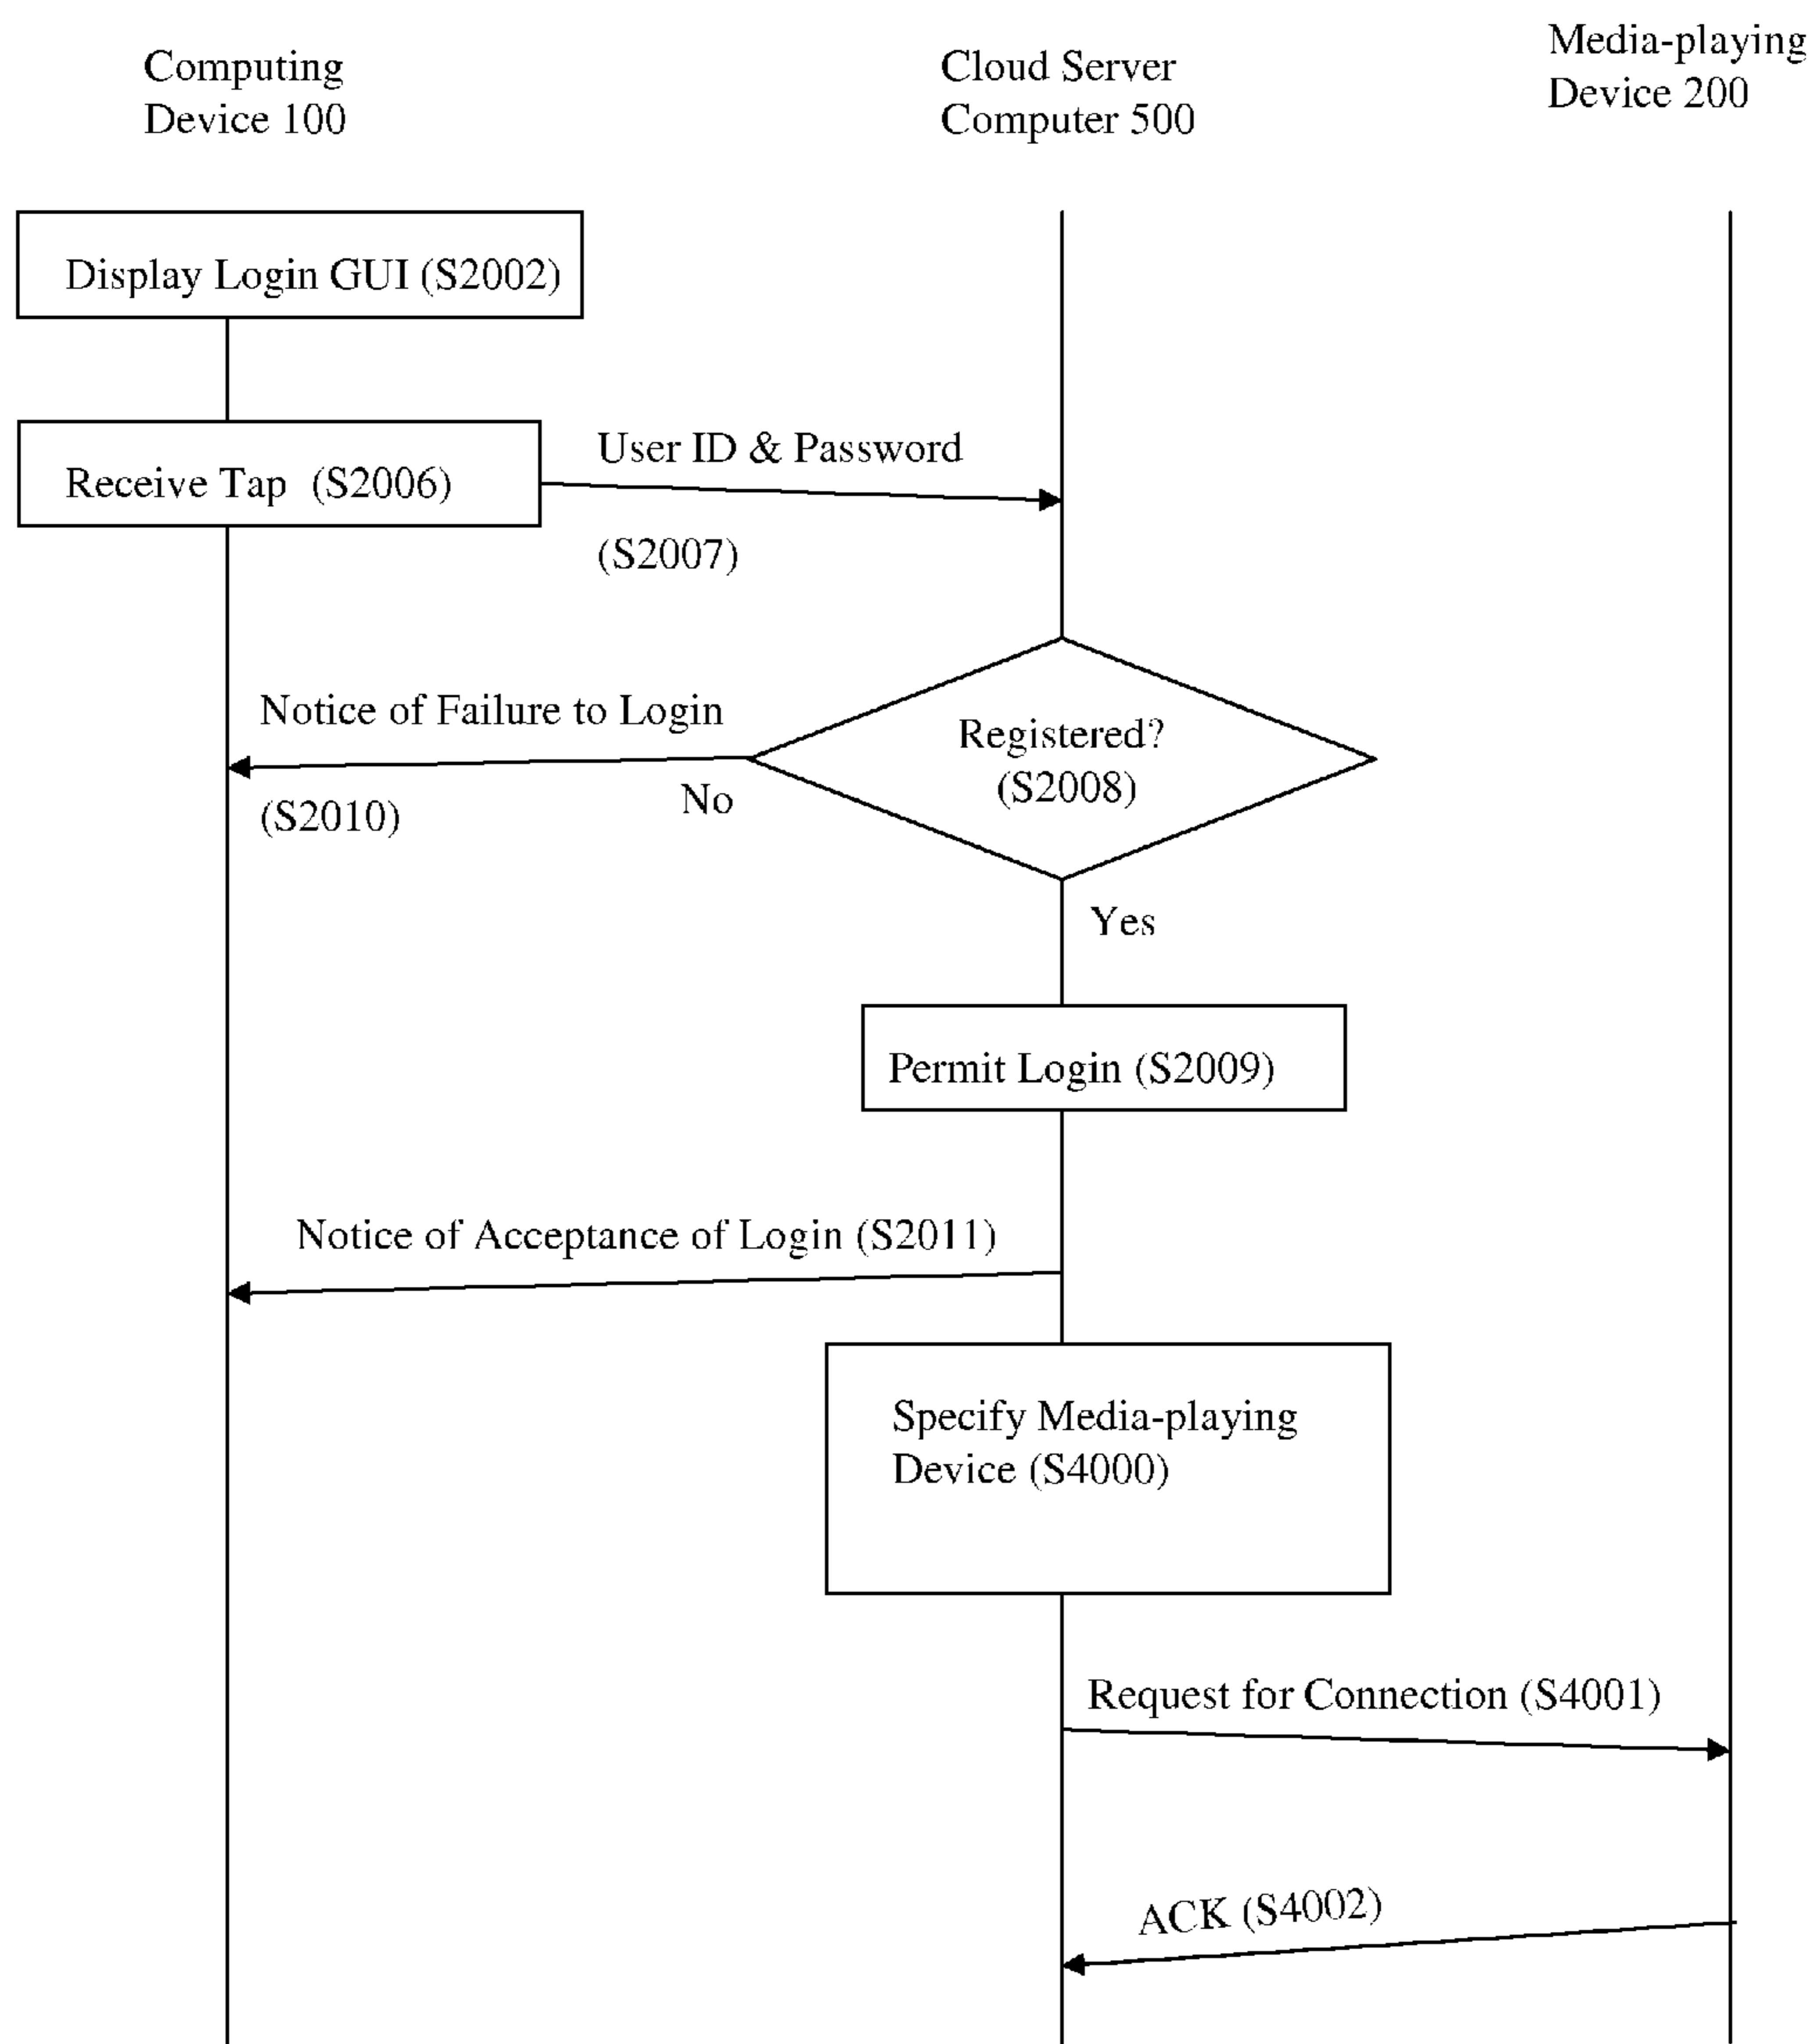 Computing
Device 100
Cloud Server
Computer 500
Media-playing
Device 200
Display Login GUI (S2002)
Receive Tap (S2006)
User ID & Password
(S2007)
Notice of Failure to Login
(S2010)
No
Registered?
(S2008)
Yes
Permit Login (S2009)
Notice of Acceptance of Login (S2011)
Specify Media-playing
Device (S4000)
Request for Connection (S4001)
ACK (S4002)